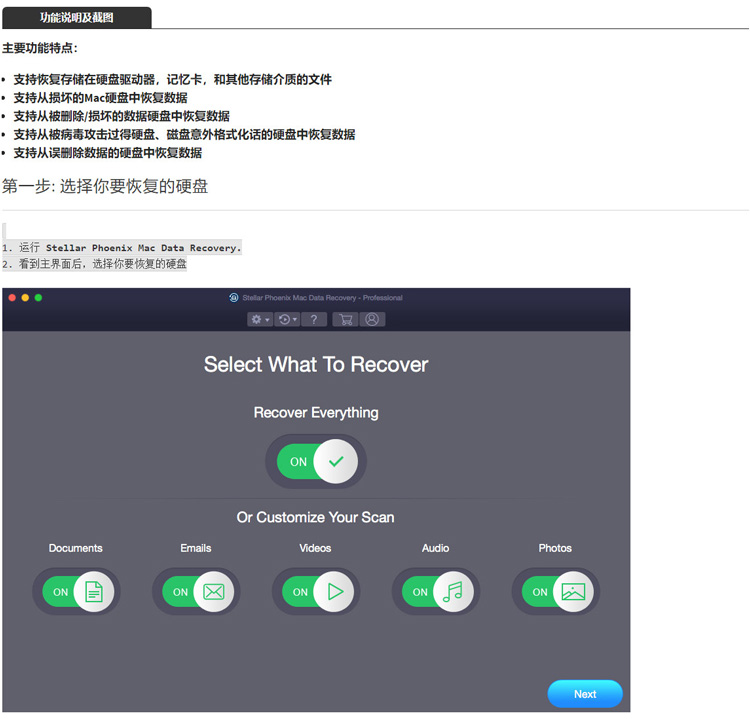 功能说明及截图
主要功能特点：
• 支持恢复存储在硬盘驱动器，记忆卡，和其他存储介质的文件
• 支持从损坏的Mac硬盘中恢复数据
• 支持从被删除/损坏的数据硬盘中恢复数据
• 支持从被病毒攻击过得硬盘、磁盘意外格式化话的硬盘中恢复数据
• 支持从误删除数据的硬盘中恢复数据
第一步: 选择你要恢复的硬盘
1. 运行 Stellar Phoenix Mac Data Recovery.
2. 看到主界面后，选择你要恢复的硬盘
Stellar Phoenix Mac Data Recovery - Professional
?
Select What To Recover
Recover Everything
ON
Or Customize Your Scan
Documents Emails Videos Audio Photos
ON ON ON ON ON
Next